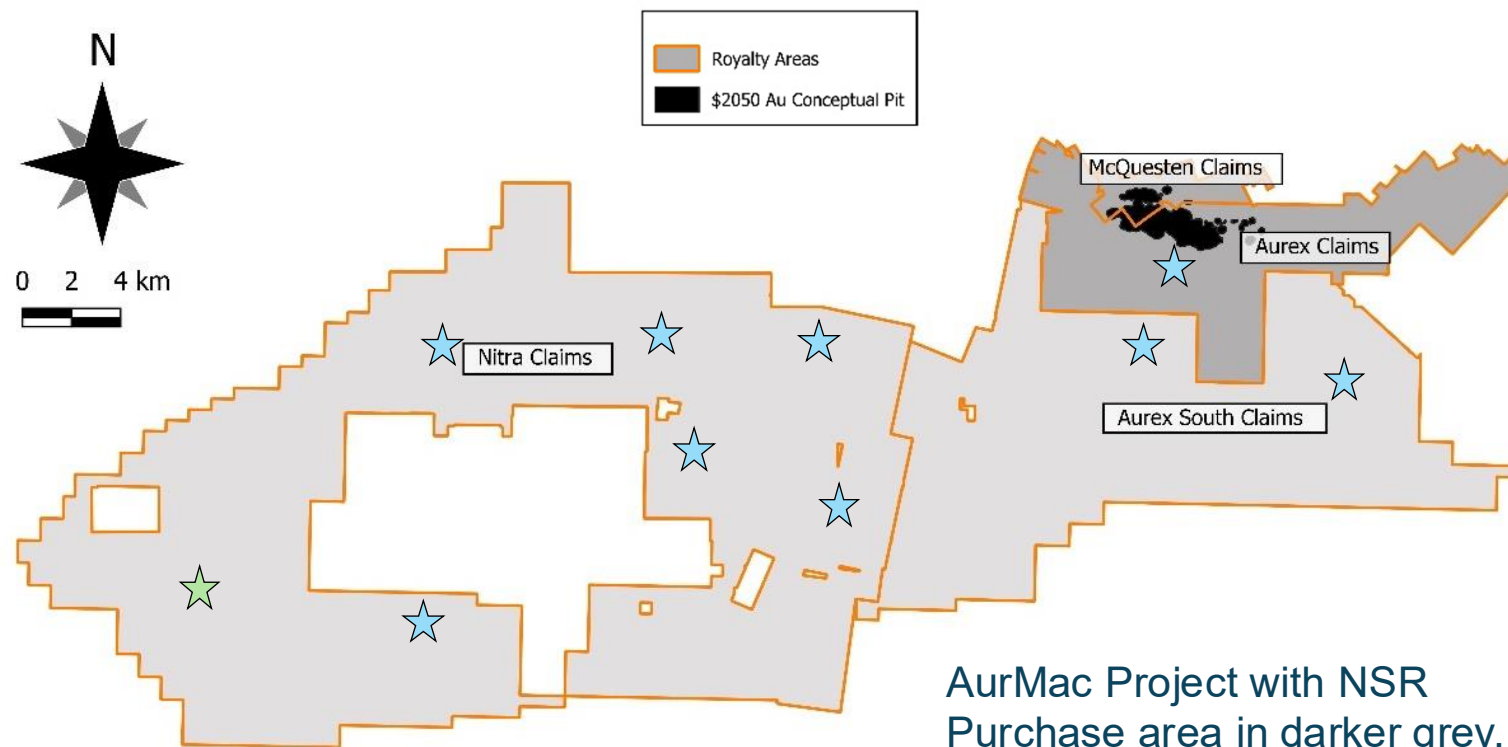 N
0 2 4 km
Royalty Areas
$2050 Au Conceptual Pit
McQuesten Claims
Aurex Claims
Nitra Claims
Aurex South Claims
AurMac Project with NSR
Purchase area in darker grey.